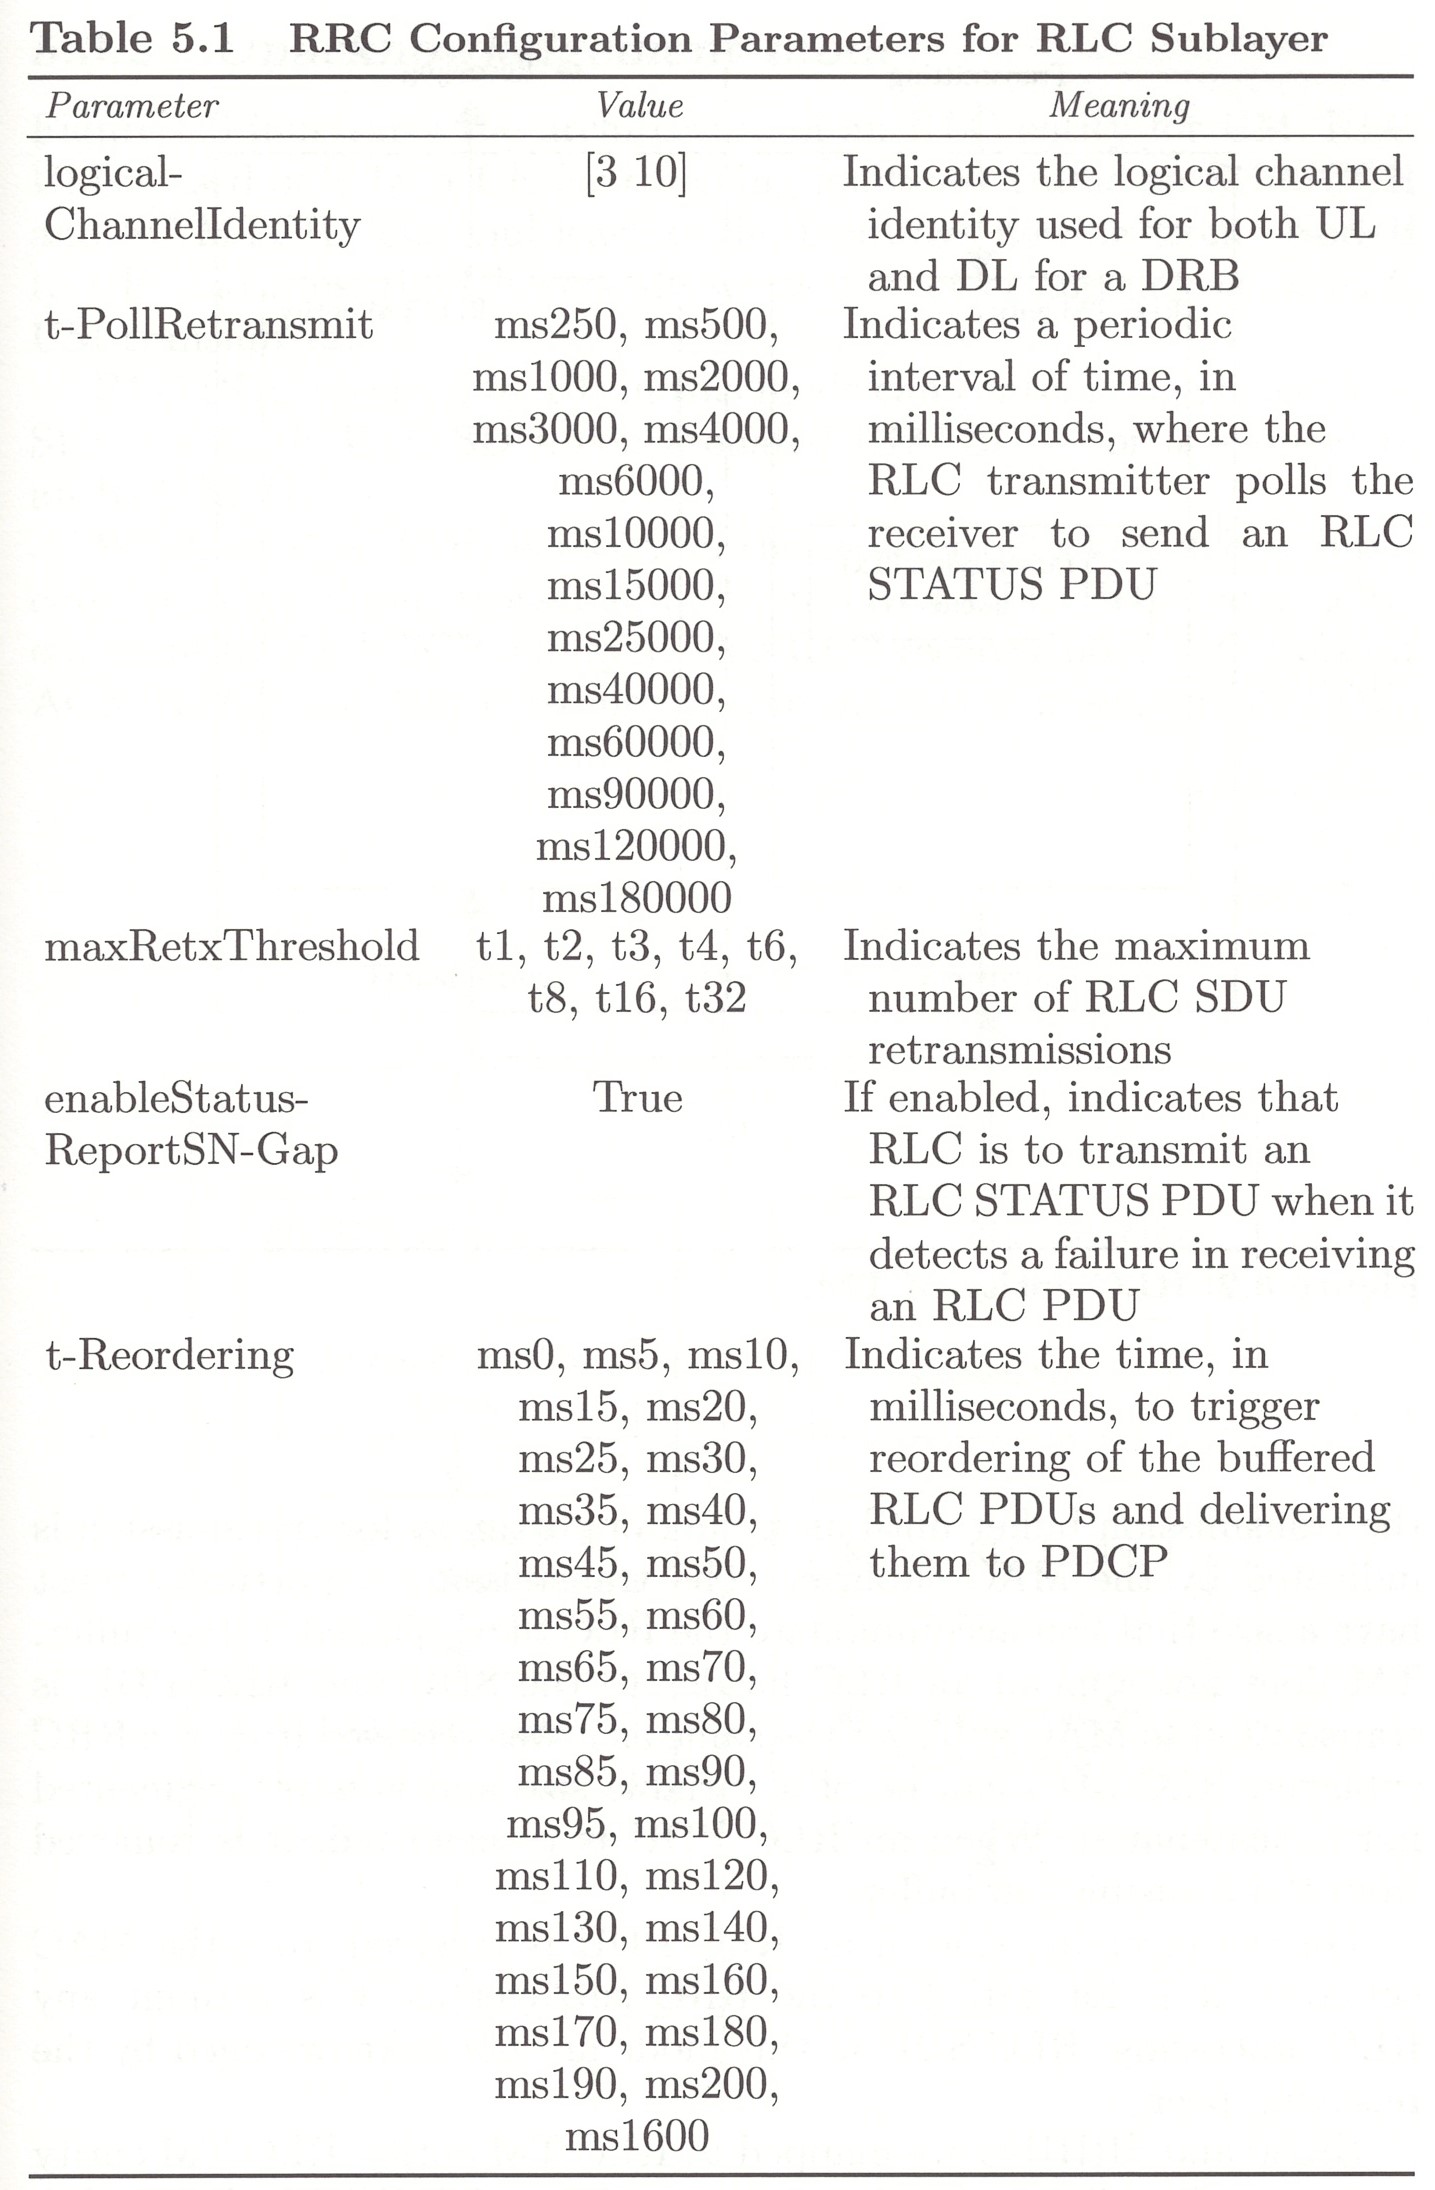 Table 5.1 RRC Configuration Parameters for RLC Sublayer
Parameter Value Meaning
logical- [3 10] Indicates the logical channel
ChannelIdentity identity used for both UL
and DL for a DRB
t-PollRetransmit ms250, ms500, Indicates a periodic
ms1000, ms2000, interval of time, in
ms3000, ms4000, milliseconds, where the
ms6000, RLC transmitter polls the
ms10000, receiver to send an RLC
ms15000, STATUS PDU
ms25000,
ms40000,
ms60000,
ms90000,
ms120000,
ms180000
maxRetxThreshold t1, t2, t3, t4, t6, Indicates the maximum
t8, t16, t32 number of RLC SDU
retransmissions
enableStatus- True If enabled, indicates that
ReportSN-Gap RLC is to transmit an
RLC STATUS PDU when it
detects a failure in receiving
an RLC PDU
t-Reordering ms0, ms5, ms10, Indicates the time, in
ms15, ms20, milliseconds, to trigger
ms25, ms30, reordering of the buffered
ms35, ms40, RLC PDUs and delivering
ms45, ms50, them to PDCP
ms55, ms60,
ms65, ms70,
ms75, ms80,
ms85, ms90,
ms95, ms100,
ms110, ms120,
ms130, ms140,
ms150, ms160,
ms170, ms180,
ms190, ms200,
ms1600